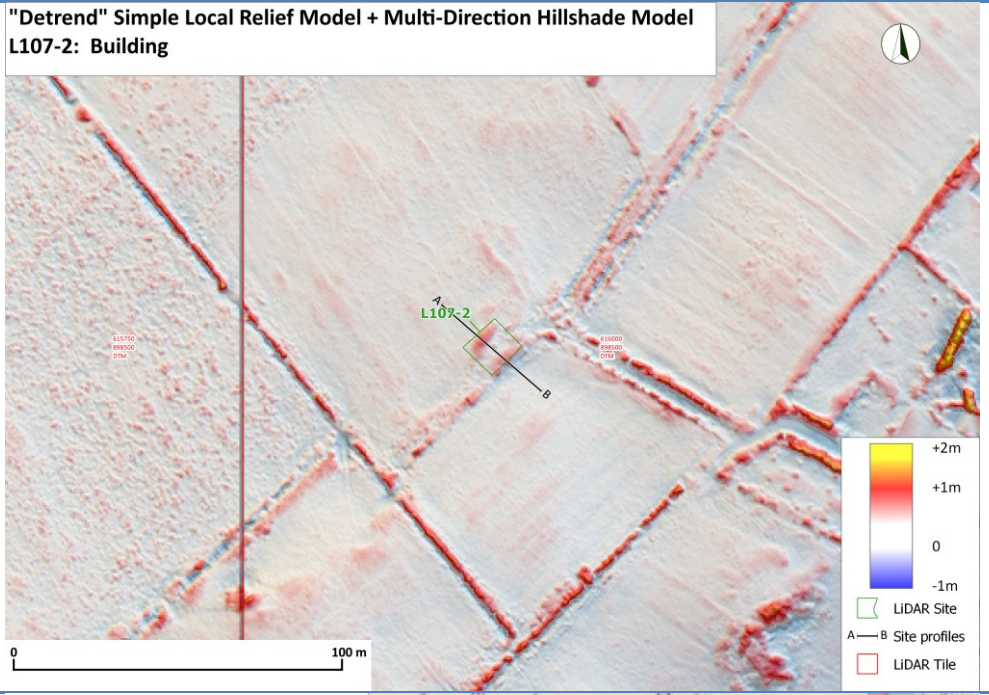 "Detrend" Simple Local Relief Model + Multi-Direction Hillshade Model
L107-2: Building
A
L107-2
615750
898500
DTM
616000
898500
DTM
B
+2m
+1m
0
-1m
LiDAR Site
A B Site profiles
LiDAR Tile
0 100 m